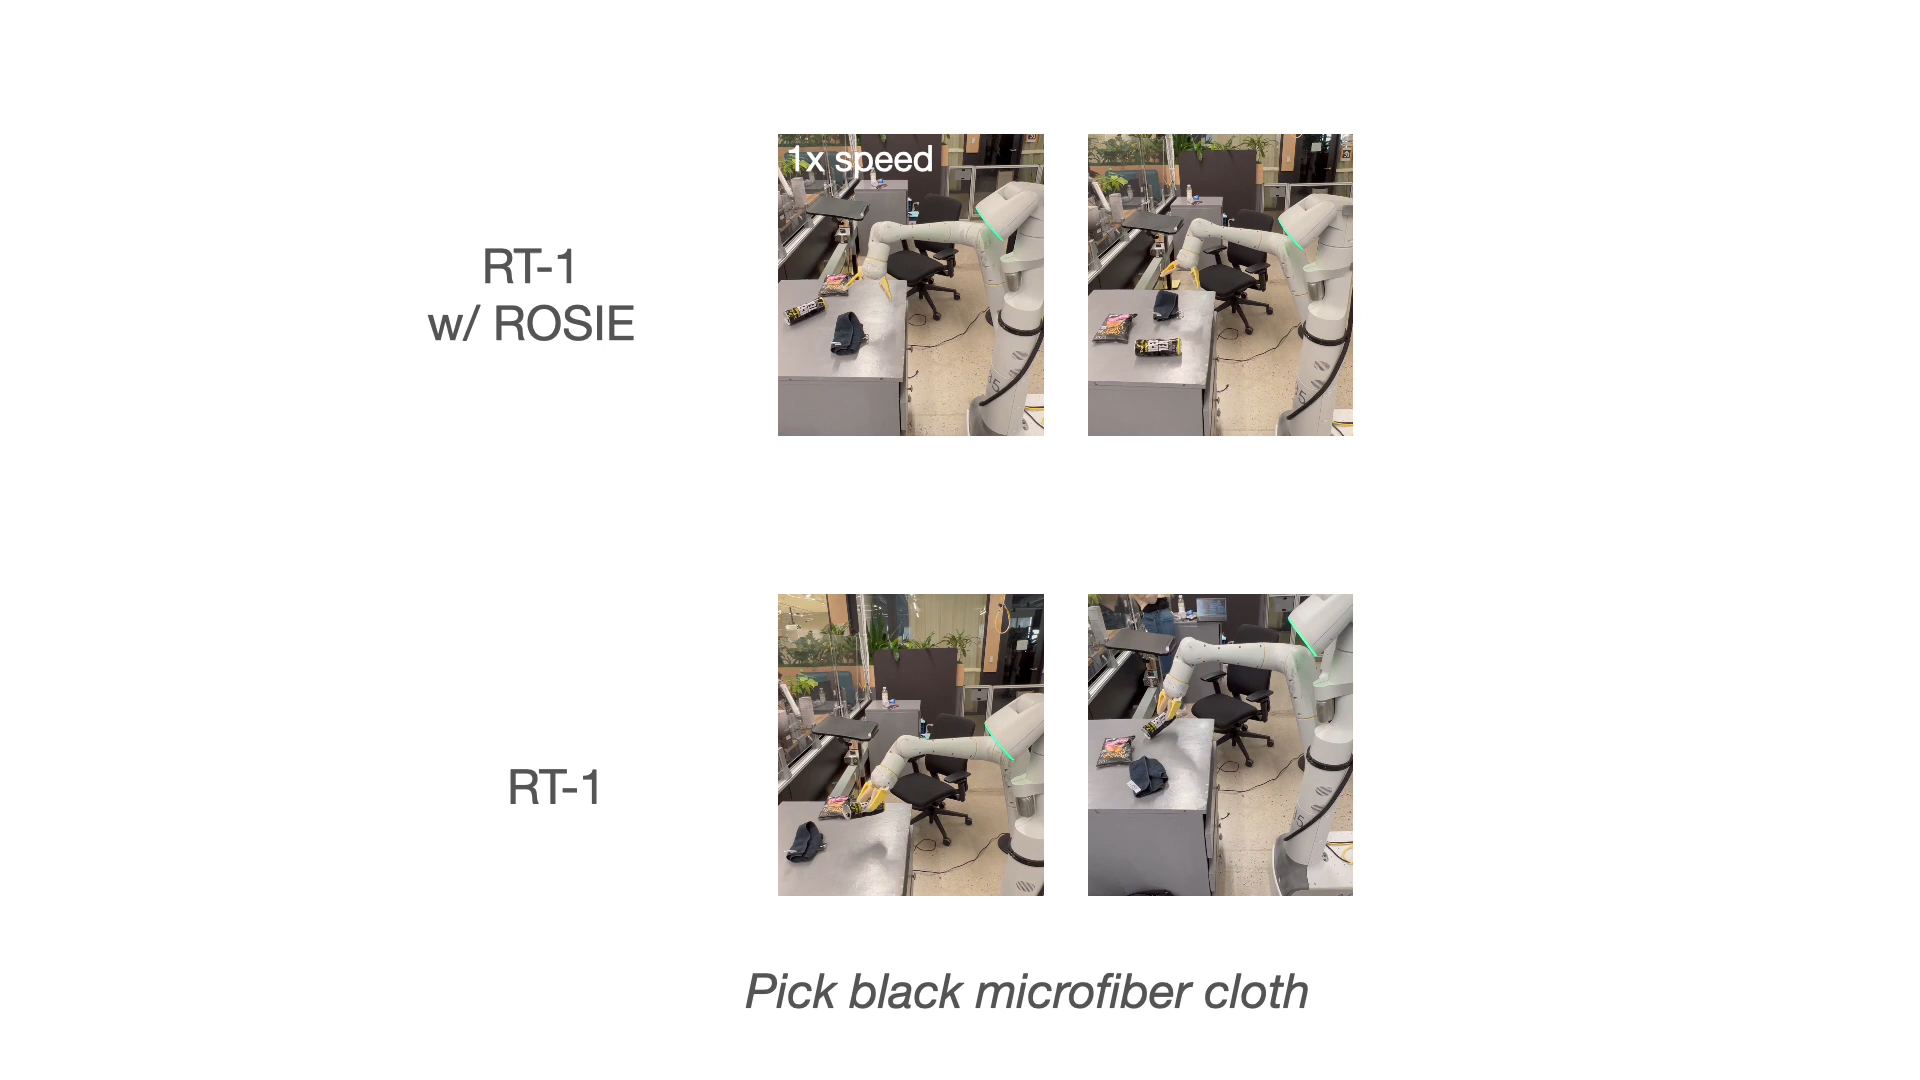 1x speed
RT-1
w/ ROSIE
RT-1
Pick black microfiber cloth